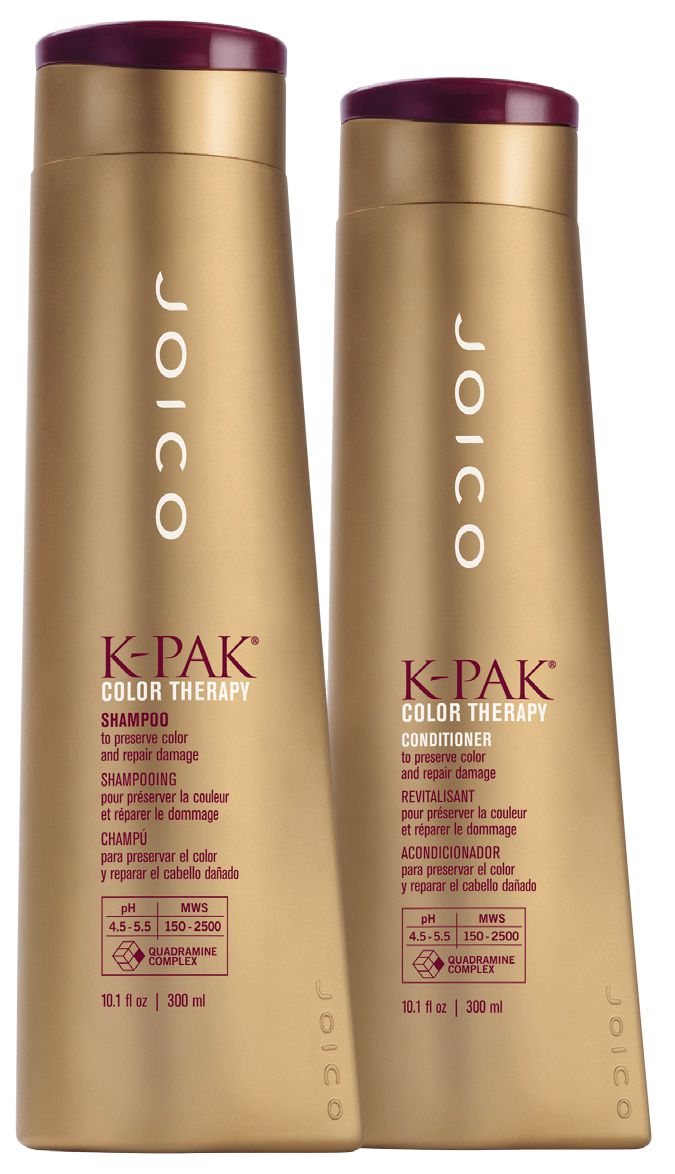 JOICO
K-PAK®
COLOR THERAPY
SHAMPOO
to preserve color
and repair damage
SHAMPOOING
pour préserver la couleur
et réparer le dommage
CHAMPÚ
para preservar el color
y reparar el cabello dañado
pH MWS
4.5 - 5.5 150 - 2500
QUADRAMINE
COMPLEX
10.1 fl oz | 300 ml
JOICO
JOICO
K-PAK®
COLOR THERAPY
CONDITIONER
to preserve color
and repair damage
REVITALISANT
pour préserver la couleur
et réparer le dommage
ACONDICIONADOR
para preservar el color
y reparar el cabello dañado
pH MWS
4.5 - 5.5 150 - 2500
QUADRAMINE
COMPLEX
10.1 fl oz | 300 ml
JOICO